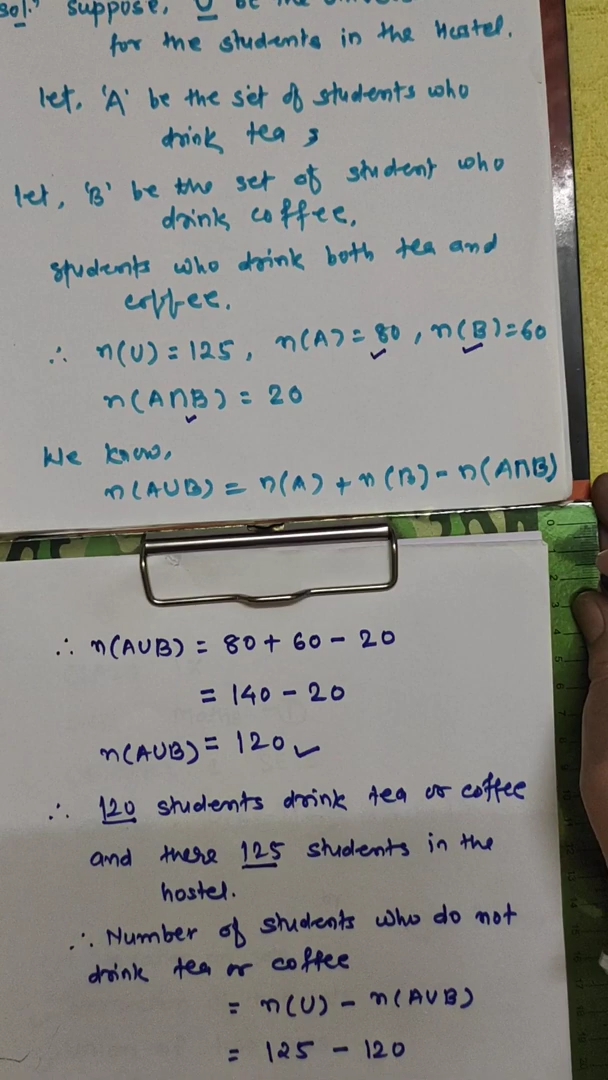 sol:- suppose, U be the
for the students in the Hostel.
let, 'A' be the set of students who
drink tea &
let, 'B' be the set of student who
drink coffee,
students who drink both tea and
coffee.
∴ n(U) = 125, n(A) = 80, n(B) = 60
n(A∩B) = 20
We know,
n(A∪B) = n(A) + n(B) - n(A∩B)
∴ n(A∪B) = 80 + 60 - 20
= 140 - 20
n(A∪B) = 120 ✓
∴ 120 students drink tea or coffee
and there 125 students in the
hostel.
∴ Number of students who do not
drink tea or coffee
= n(U) - n(A∪B)
= 125 - 120